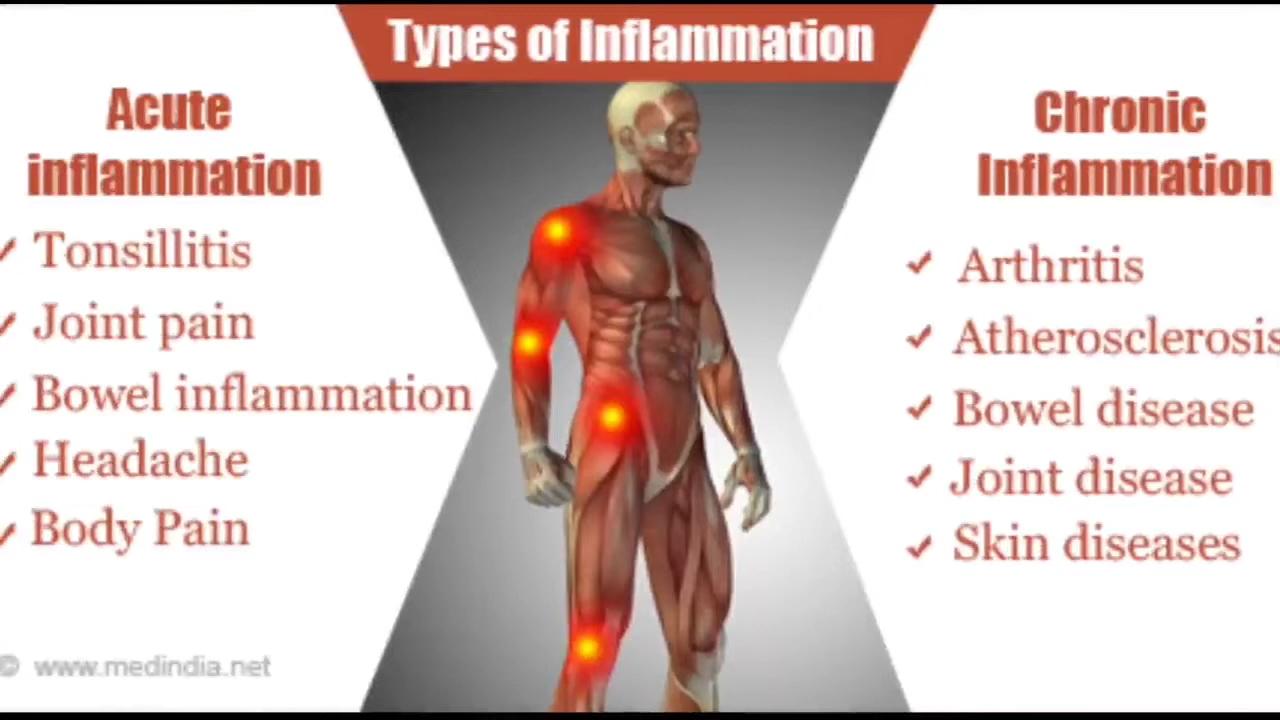 Types of Inflammation
Acute
inflammation
✓ Tonsillitis
✓ Joint pain
✓ Bowel inflammation
✓ Headache
✓ Body Pain
© www.medindia.net
Chronic
Inflammation
✓ Arthritis
✓ Atherosclerosis
✓ Bowel disease
✓ Joint disease
✓ Skin diseases